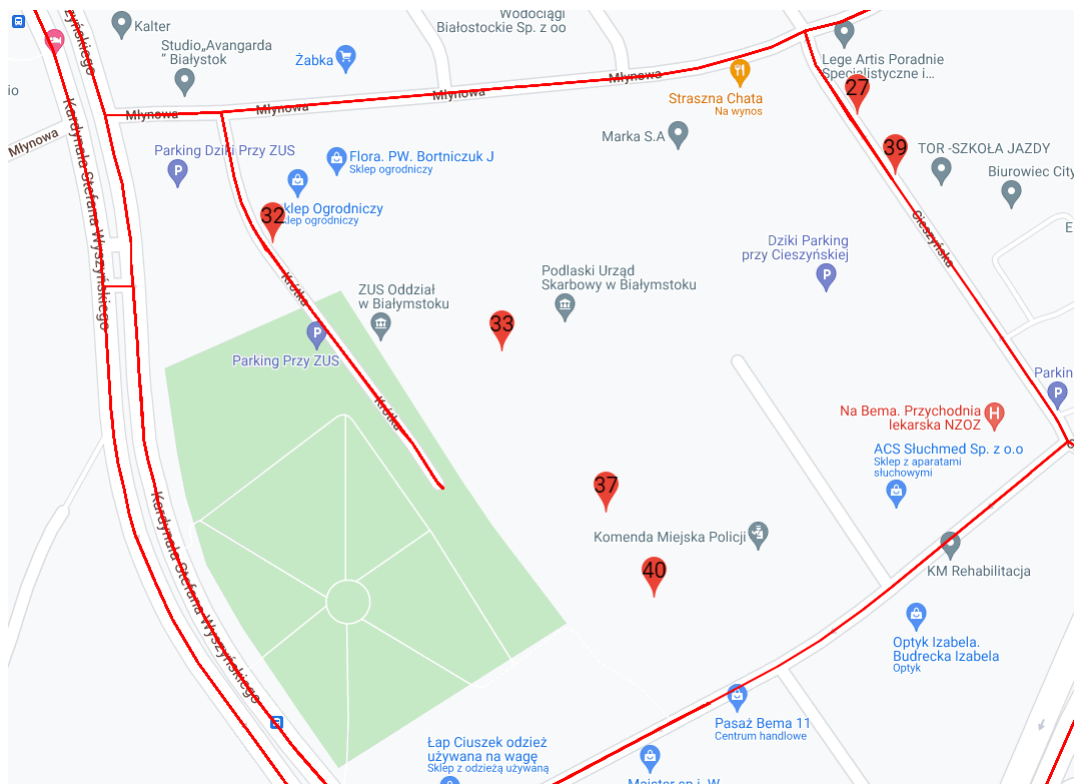 Kalter
Wodociągi
Białostockie Sp. z oo
Studio„Avangarda
" Białystok
Żabka
io
Lege Artis Poradnie
Specjalistyczne i...
Straszna Chata
Na wynos
27
Młynowa
Młynowa
Młynowa
Młynowa
Młynowa
Marka S.A
39
TOR -SZKOŁA JAZDY
Biurowiec City
Parking Dziki Przy ZUS
Flora. PW. Bortniczuk J
Sklep ogrodniczy
Sklep Ogrodniczy
Sklep ogrodniczy
32
E
Cieszyńska
Dziki Parking
przy Cieszyńskiej
Podlaski Urząd
Skarbowy w Białymstoku
ZUS Oddział
w Białymstoku
Krótka
33
Parking Przy ZUS
Krótka
Kardynała Stefana Wyszyńskiego
Parkin
Na Bema. Przychodnia
lekarska NZOZ
ACS Słuchmed Sp. z o.o
Sklep z aparatami
słuchowymi
37
Komenda Miejska Policji
40
KM Rehabilitacja
Kardynała Stefana Wyszyńskiego
Optyk Izabela.
Budrecka Izabela
Optyk
Pasaż Bema 11
Centrum handlowe
Łap Ciuszek odzież
używana na wagę
Sklep z odzieżą używaną